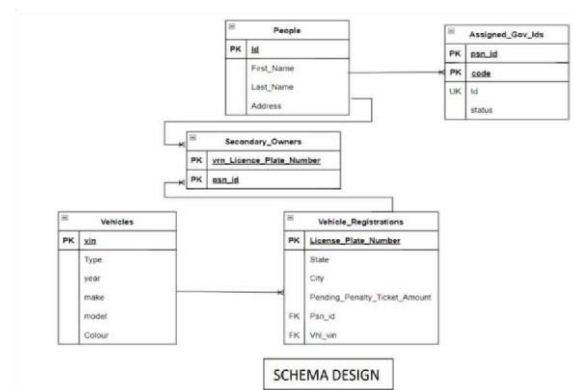 People
PK Id
First_Name
Last_Name
Address
Assigned_Gov_Ids
PK psn_id
PK code
UK Id
status
Secondary_Owners
PK vrn_Licence_Plate_Number
PK psn_id
Vehicles
PK vin
Type
year
make
model
Colour
Vehicle_Registrations
PK License_Plate_Number
State
City
Pending_Penalty_Ticket_Amount
FK Psn_id
FK Vhl_vin
SCHEMA DESIGN